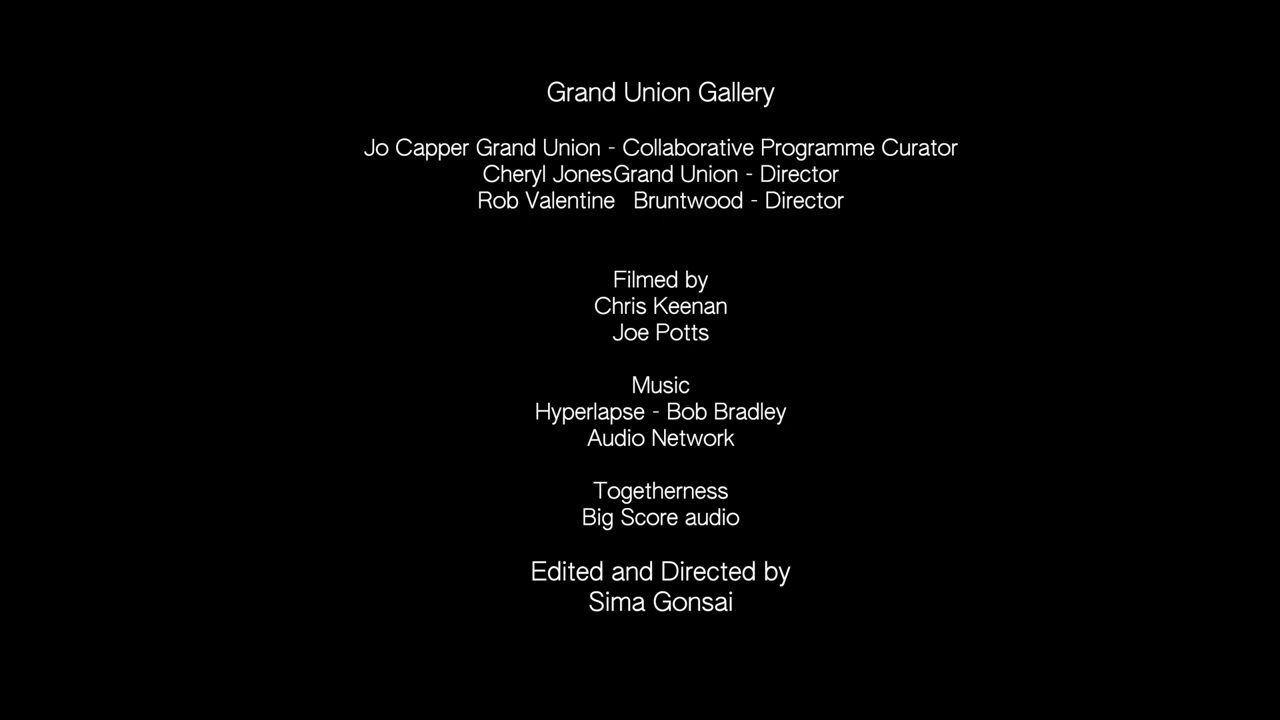 Grand Union Gallery
Jo Capper Grand Union - Collaborative Programme Curator
Cheryl JonesGrand Union - Director
Rob Valentine   Bruntwood - Director
Filmed by
Chris Keenan
Joe Potts
Music
Hyperlapse - Bob Bradley
Audio Network
Togetherness
Big Score audio
Edited and Directed by
Sima Gonsai